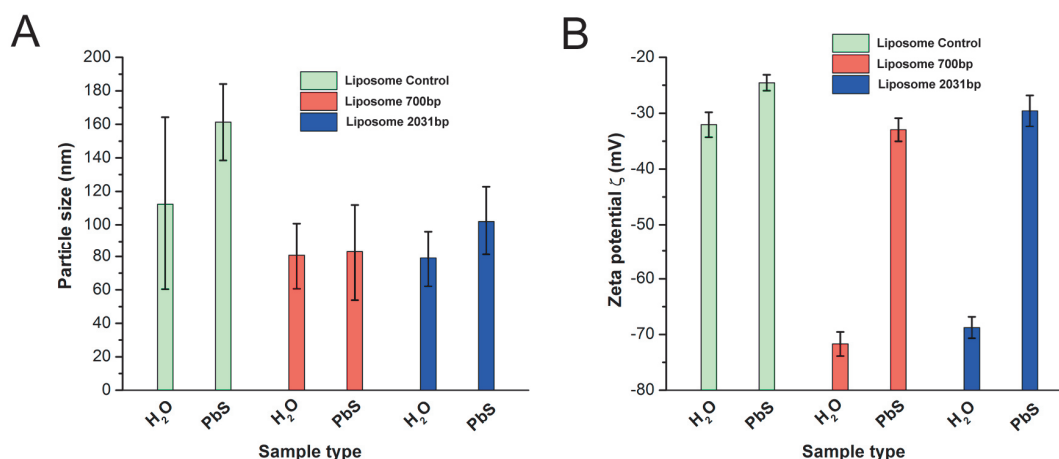 A
Liposome Control
Liposome 700bp
Liposome 2031bp
Particle size (nm)
200
180
160
140
120
100
80
60
40
20
0
H₂O
PbS
H₂O
PbS
H₂O
PbS
Sample type
B
Liposome Control
Liposome 700bp
Liposome 2031bp
Zeta potential ζ (mV)
-20
-30
-40
-50
-60
-70
-80
H₂O
PbS
H₂O
PbS
H₂O
PbS
Sample type